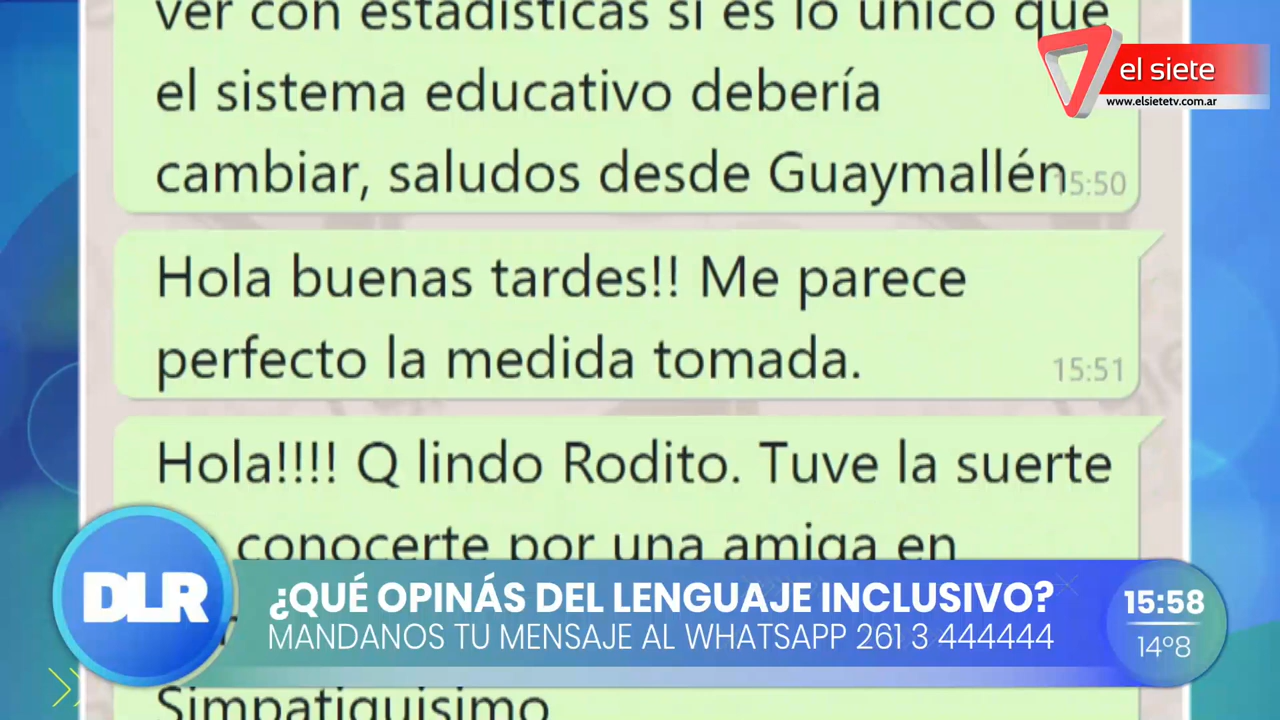 ver con estadísticas si es lo único que
el sistema educativo debería
cambiar, saludos desde Guaymallén
15:50
el siete
www.elsietetv.com.ar
Hola buenas tardes!! Me parece
perfecto la medida tomada.
15:51
Hola!!!! Q lindo Rodito. Tuve la suerte
conocerte por una amiga en
DLR
¿QUÉ OPINÁS DEL LENGUAJE INCLUSIVO?
MANDANOS TU MENSAJE AL WHATSAPP 261 3 444444
15:58
14º8
Simpatiquisimo